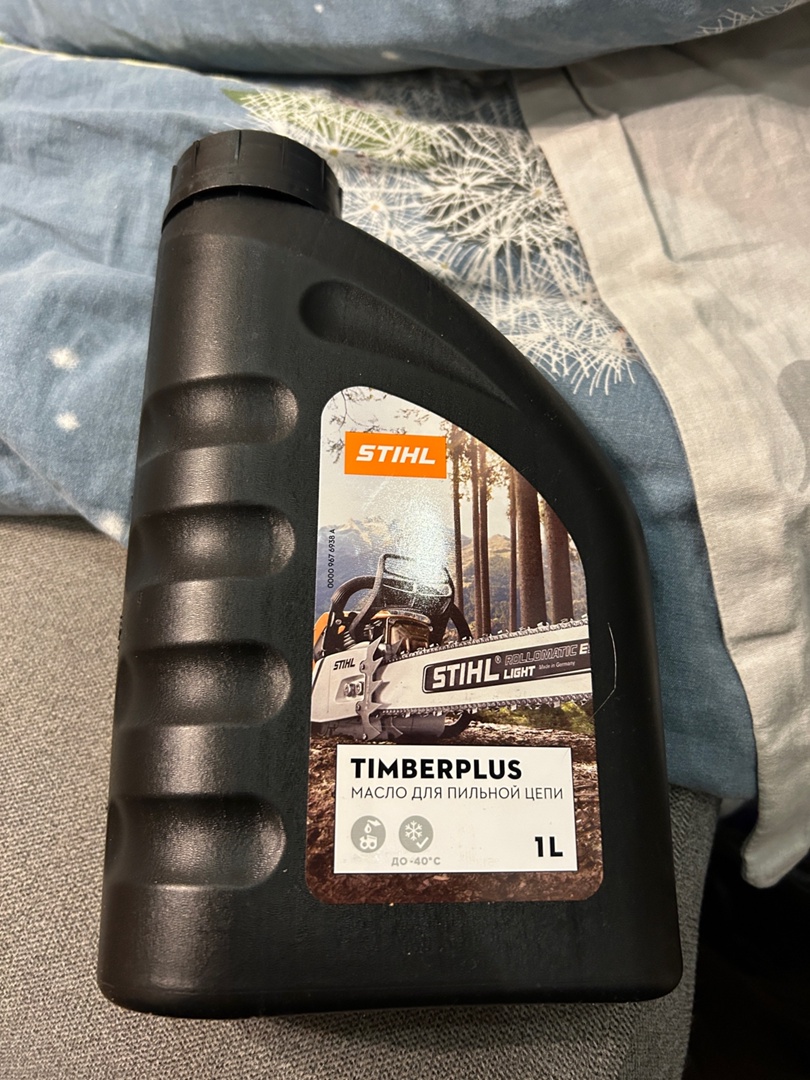 STIHL
0000 967 6938 A
STIHL
STIHL® ROLLOMATIC E
LIGHT Made in Germany
TIMBERPLUS
МАСЛО ДЛЯ ПИЛЬНОЙ ЦЕПИ
ДО -40°C
1L